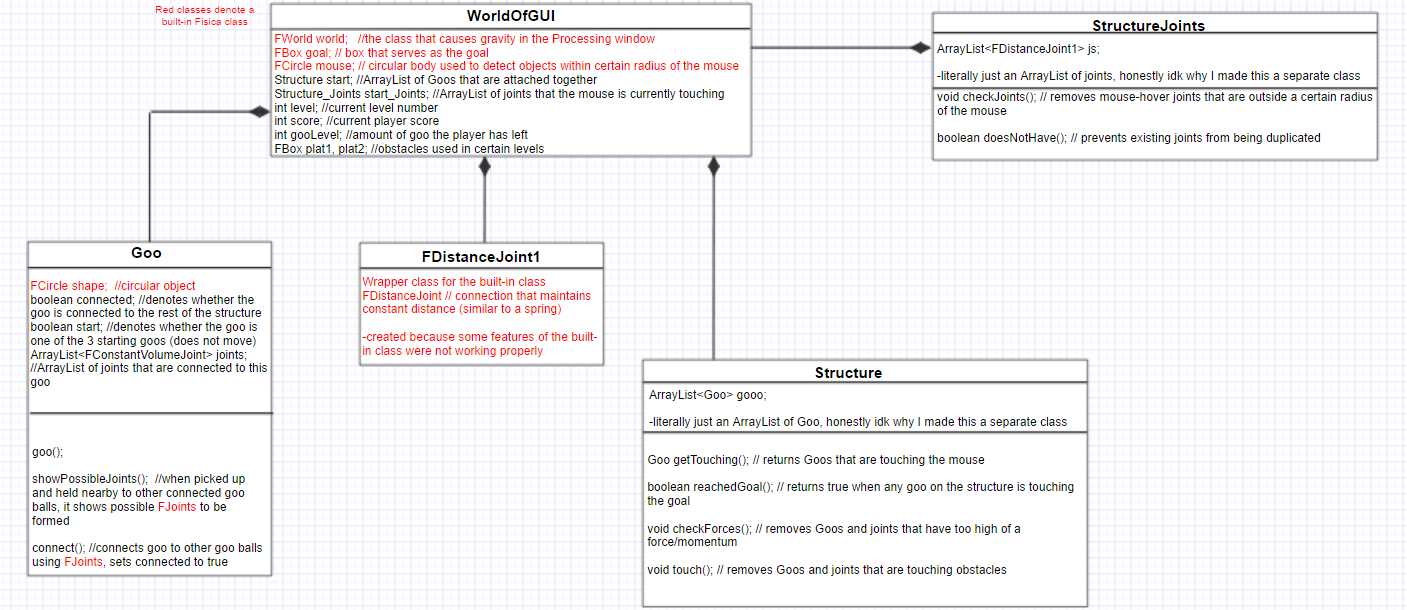 Red classes denote a
built-in Fisica class
WorldOfGUI
FWorld world;   //the class that causes gravity in the Processing window
FBox goal; // box that serves as the goal
FCircle mouse; // circular body used to detect objects within certain radius of the mouse
Structure start; //ArrayList of Goos that are attached together
Structure_Joints start_Joints; //ArrayList of joints that the mouse is currently touching
int level; //current level number
int score; //current player score
int gooLevel; //amount of goo the player has left
FBox plat1, plat2; //obstacles used in certain levels
StructureJoints
ArrayList<FDistanceJoint1> js;
-literally just an ArrayList of joints, honestly idk why I made this a separate class
void checkJoints(); // removes mouse-hover joints that are outside a certain radius
of the mouse
boolean doesNotHave(); // prevents existing joints from being duplicated
Goo
FCircle shape;  //circular object
boolean connected; //denotes whether the
goo is connected to the rest of the structure
boolean start; //denotes whether the goo is
one of the 3 starting goos (does not move)
ArrayList<FConstantVolumeJoint> joints;
//ArrayList of joints that are connected to this
goo
goo();
showPossibleJoints();  //when picked up
and held nearby to other connected goo
balls, it shows possible FJoints to be
formed
connect(); //connects goo to other goo balls
using FJoints, sets connected to true
FDistanceJoint1
Wrapper class for the built-in class
FDistanceJoint // connection that maintains
constant distance (similar to a spring)
-created because some features of the built-
in class were not working properly
Structure
ArrayList<Goo> gooo;
-literally just an ArrayList of Goo, honestly idk why I made this a separate class
Goo getTouching(); // returns Goos that are touching the mouse
boolean reachedGoal(); // returns true when any goo on the structure is touching
the goal
void checkForces(); // removes Goos and joints that have too high of a
force/momentum
void touch(); // removes Goos and joints that are touching obstacles